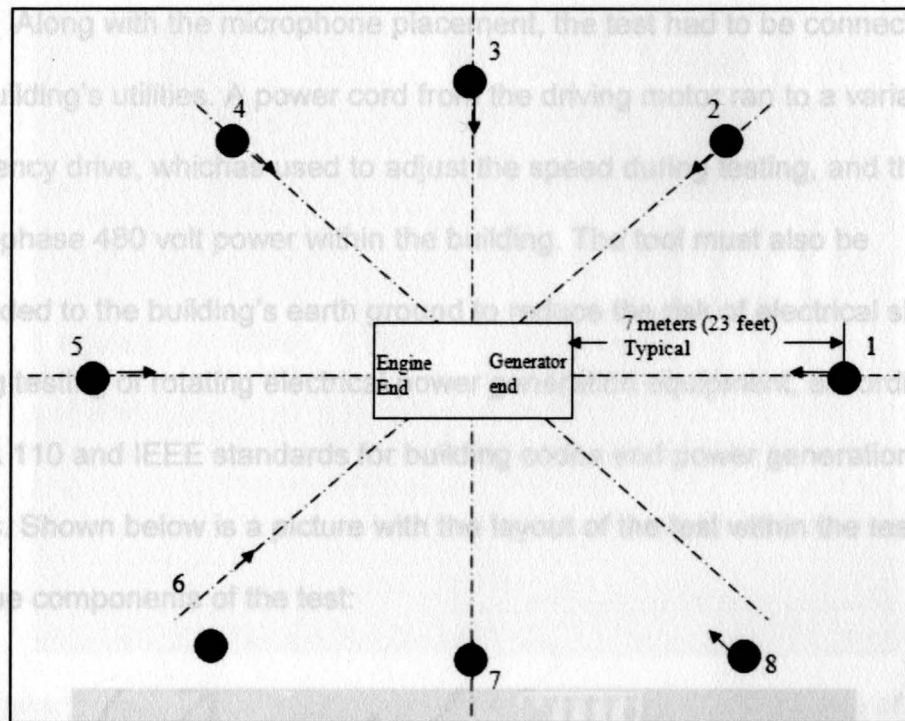 Along with the microphone placement, the test had to be connec
3
uilding's utilities. A power cord from the driving motor ran to a varia
4
2
ency drive, whichas used to adjust the speed during testing, and th
phase 480 volt power within the building. The tool must also be
ded to the building's earth ground to reduce the risk of electrical s
7 meters (23 feet)
Typical
5
1
Engine
End
Generator
end
g testing of rotating electrical power generation equipment, accordi
110 and IEEE standards for building codes and power generation
s. Shown below is a picture with the layout of the test within the tes
6
e components of the test:
7
8